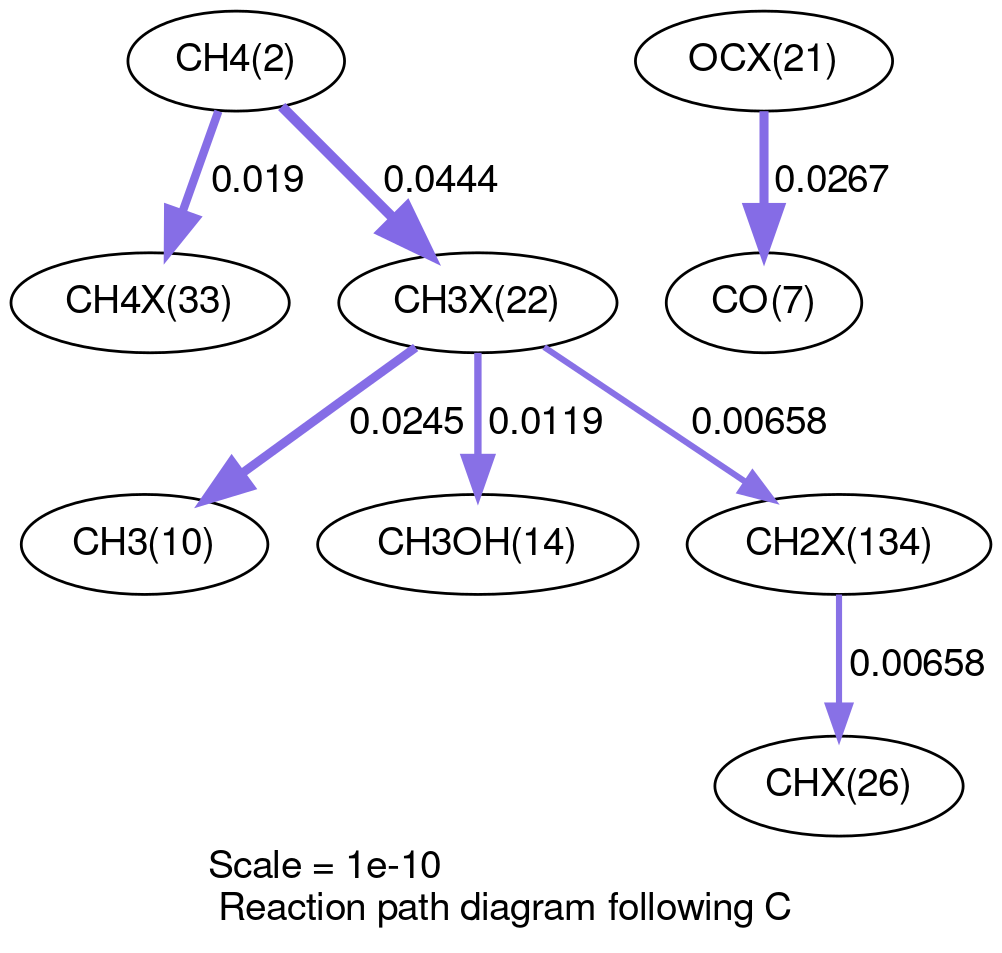 CH4(2)
OCX(21)
0.019
0.0444
0.0267
CH4X(33)
CH3X(22)
CO(7)
0.0245
0.0119
0.00658
CH3(10)
CH3OH(14)
CH2X(134)
0.00658
CHX(26)
Scale = 1e-10
Reaction path diagram following C